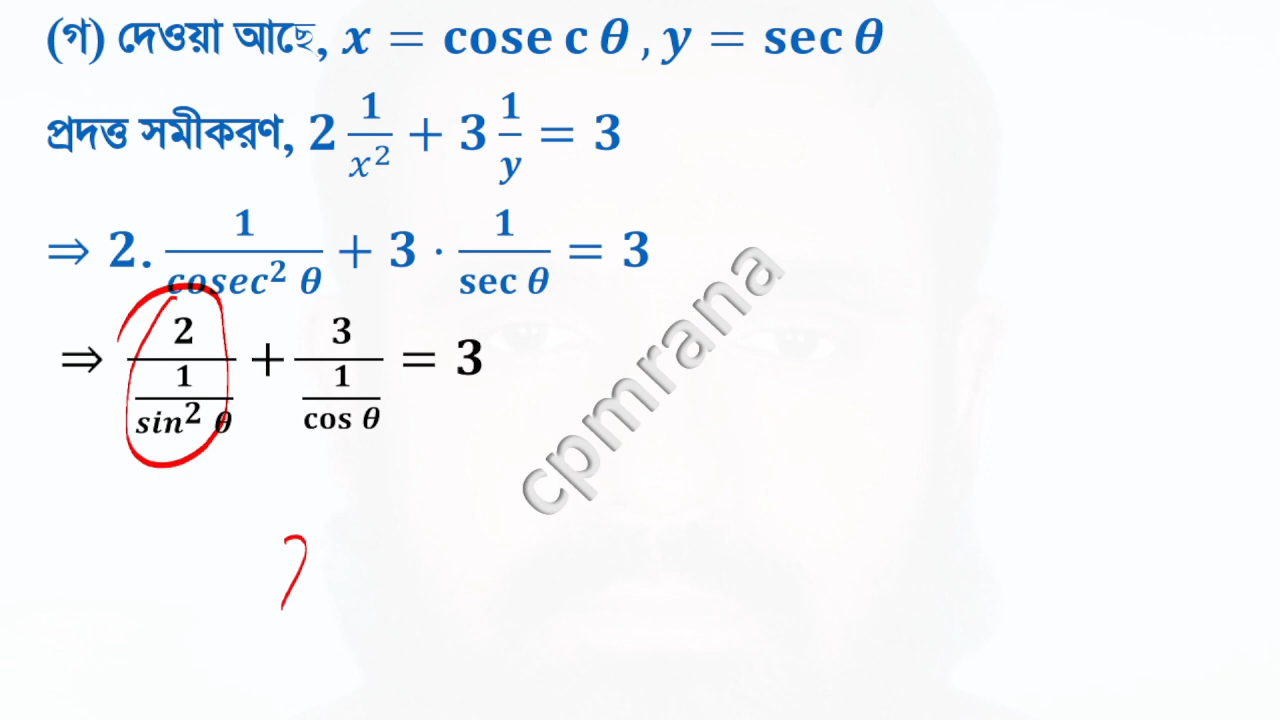 (গ) দেওয়া আছে, x = cosec θ , y = sec θ
প্রদত্ত সমীকরণ, 2 1/x² + 3 1/y = 3
⇒ 2. 1/cosec² θ + 3 · 1/sec θ = 3
⇒ 2/(1/sin² θ) + 3/(1/cos θ) = 3
cpmrana